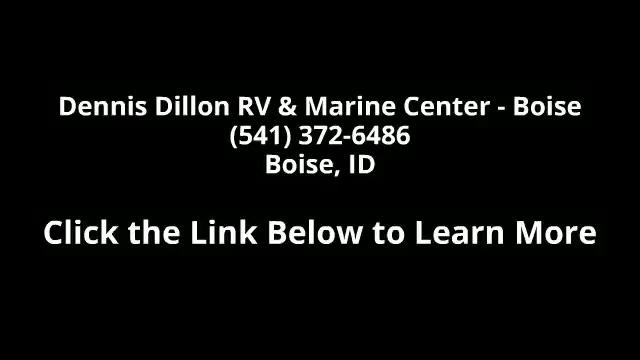 Dennis Dillon RV & Marine Center - Boise
(541) 372-6486
Boise, ID
Click the Link Below to Learn More